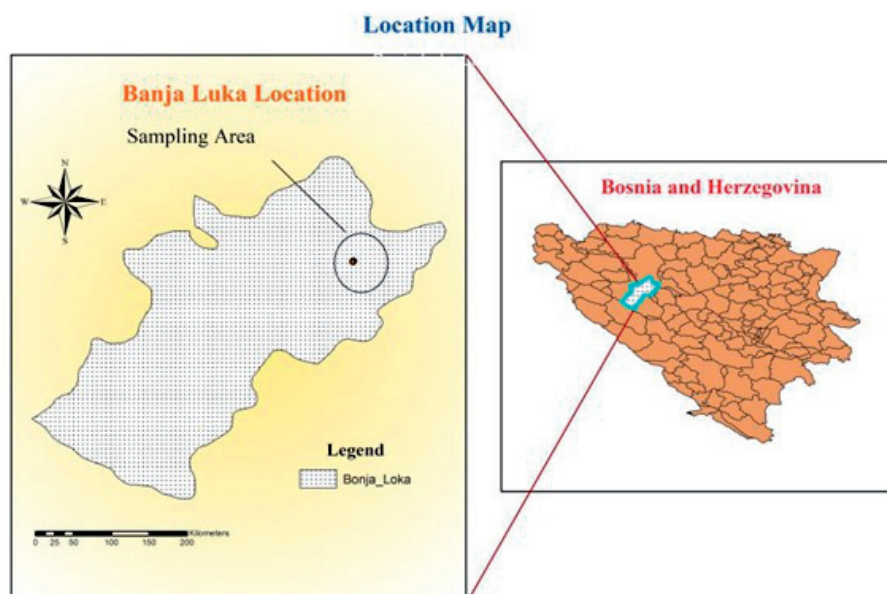 Location Map
Banja Luka Location
Sampling Area
N
W E
S
Legend
Bonja_Loka
Kilometers
0 25 50 100 150 200
Bosnia and Herzegovina